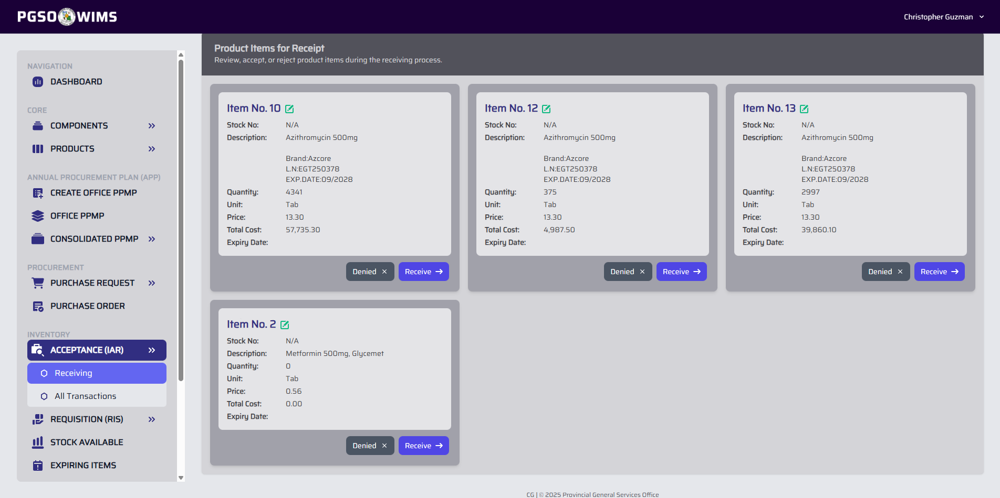 PGSO WIMS
Christopher Guzman
NAVIGATION
DASHBOARD
CORE
COMPONENTS
PRODUCTS
ANNUAL PROCUREMENT PLAN (APP)
CREATE OFFICE PPMP
OFFICE PPMP
CONSOLIDATED PPMP
PROCUREMENT
PURCHASE REQUEST
PURCHASE ORDER
INVENTORY
ACCEPTANCE (IAR)
Receiving
All Transactions
REQUISITION (RIS)
STOCK AVAILABLE
EXPIRING ITEMS
Product Items for Receipt
Review, accept, or reject product items during the receiving process.
Item No. 10
Stock No: N/A
Description: Azithromycin 500mg
Brand:Azcore
L.N:EGT250378
EXP.DATE:09/2028
Quantity: 4341
Unit: Tab
Price: 13.30
Total Cost: 57,735.30
Expiry Date:
Denied Receive
Item No. 12
Stock No: N/A
Description: Azithromycin 500mg
Brand:Azcore
L.N:EGT250378
EXP.DATE:09/2028
Quantity: 375
Unit: Tab
Price: 13.30
Total Cost: 4,987.50
Expiry Date:
Denied Receive
Item No. 13
Stock No: N/A
Description: Azithromycin 500mg
Brand:Azcore
L.N:EGT250378
EXP.DATE:09/2028
Quantity: 2997
Unit: Tab
Price: 13.30
Total Cost: 39,860.10
Expiry Date:
Denied Receive
Item No. 2
Stock No: N/A
Description: Metformin 500mg, Glycemet
Quantity: 0
Unit: Tab
Price: 0.56
Total Cost: 0.00
Expiry Date:
Denied Receive
CG | © 2025 Provincial General Services Office